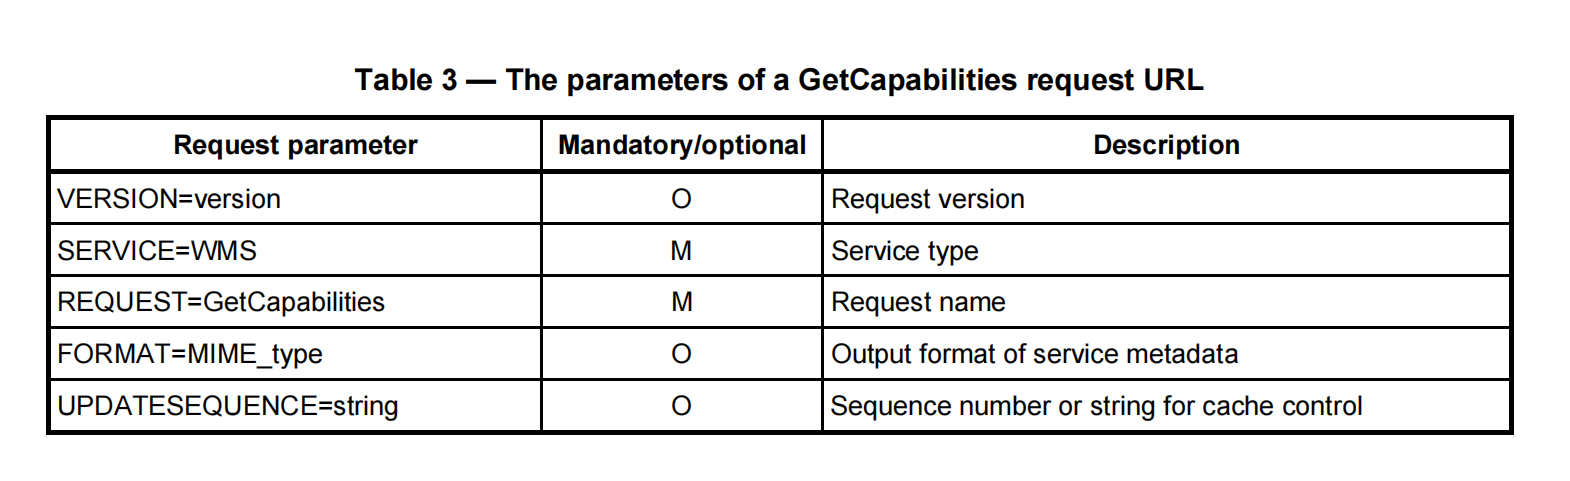 Table 3 — The parameters of a GetCapabilities request URL
Request parameter Mandatory/optional Description
VERSION=version O Request version
SERVICE=WMS M Service type
REQUEST=GetCapabilities M Request name
FORMAT=MIME_type O Output format of service metadata
UPDATESEQUENCE=string O Sequence number or string for cache control